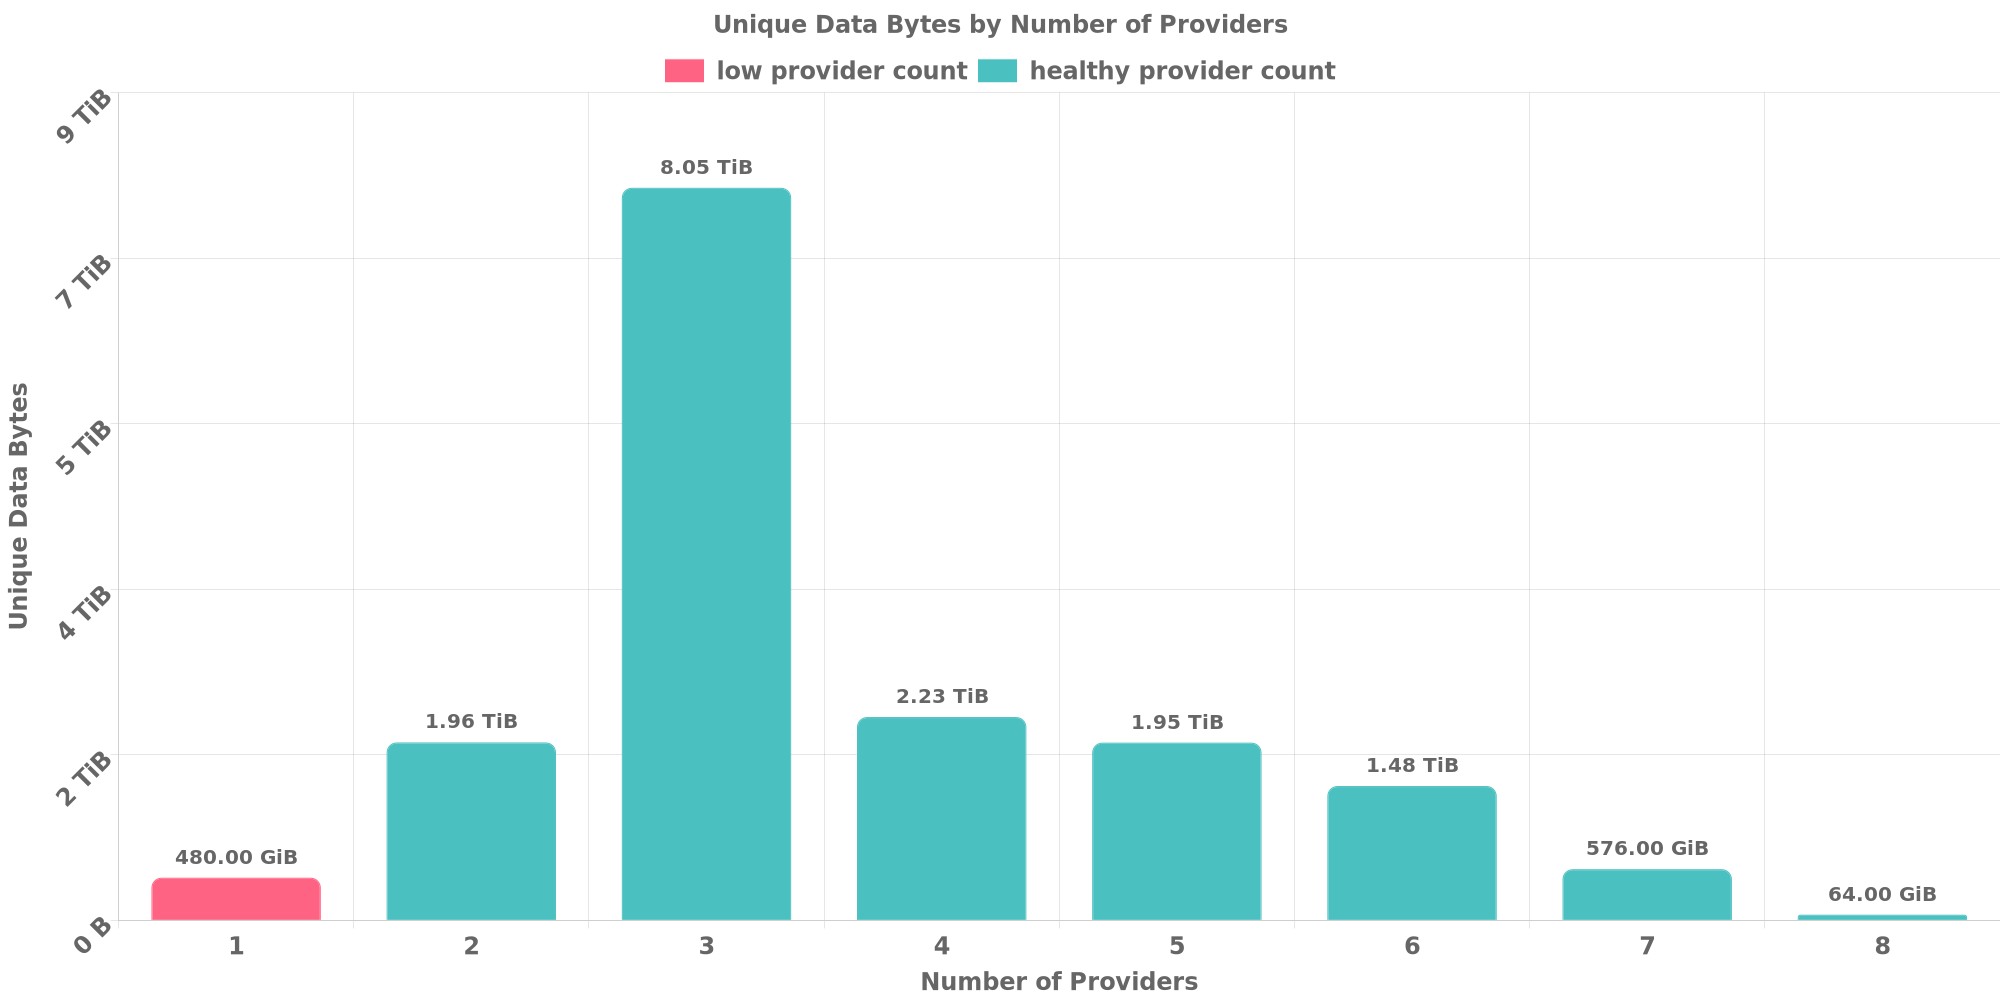 Unique Data Bytes by Number of Providers
low provider count healthy provider count
9 TiB
7 TiB
5 TiB
4 TiB
2 TiB
0 B
Unique Data Bytes
480.00 GiB
1.96 TiB
8.05 TiB
2.23 TiB
1.95 TiB
1.48 TiB
576.00 GiB
64.00 GiB
1 2 3 4 5 6 7 8
Number of Providers